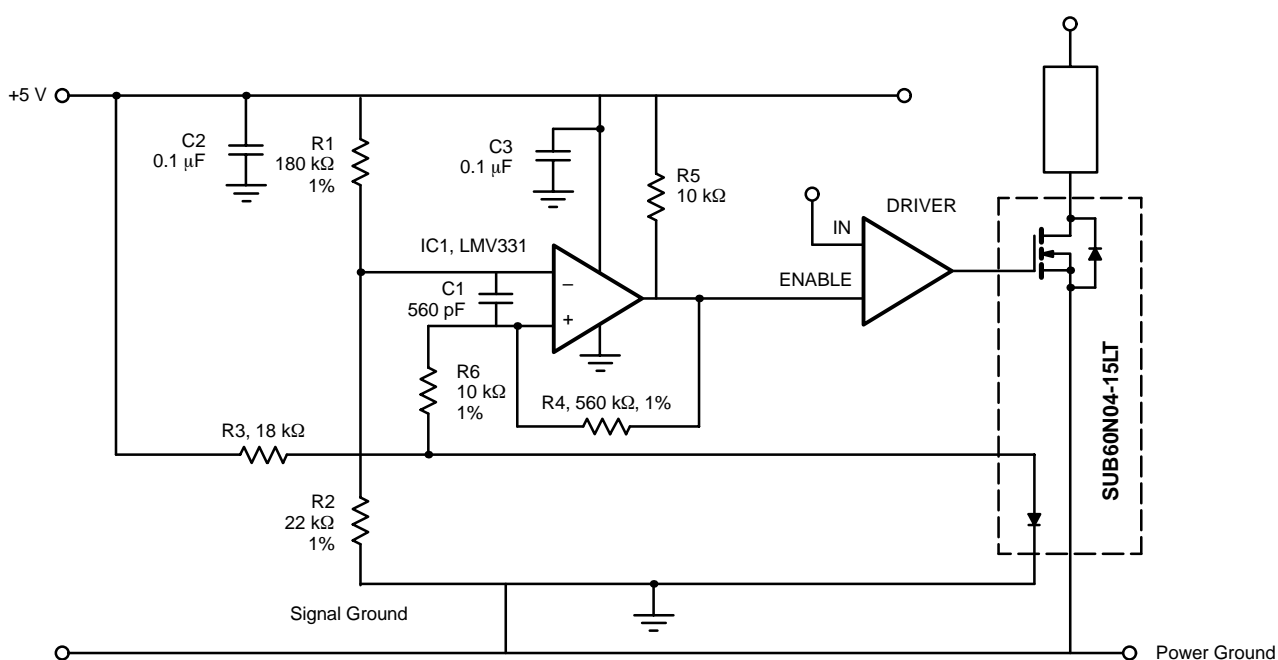 +5 V
C2
0.1 μF
R1
180 kΩ
1%
C3
0.1 μF
R5
10 kΩ
DRIVER
IN
IC1, LMV331
ENABLE
C1
560 pF
–
+
R6
10 kΩ
1%
R4, 560 kΩ, 1%
R3, 18 kΩ
SUB60N04-15LT
R2
22 kΩ
1%
Signal Ground
Power Ground